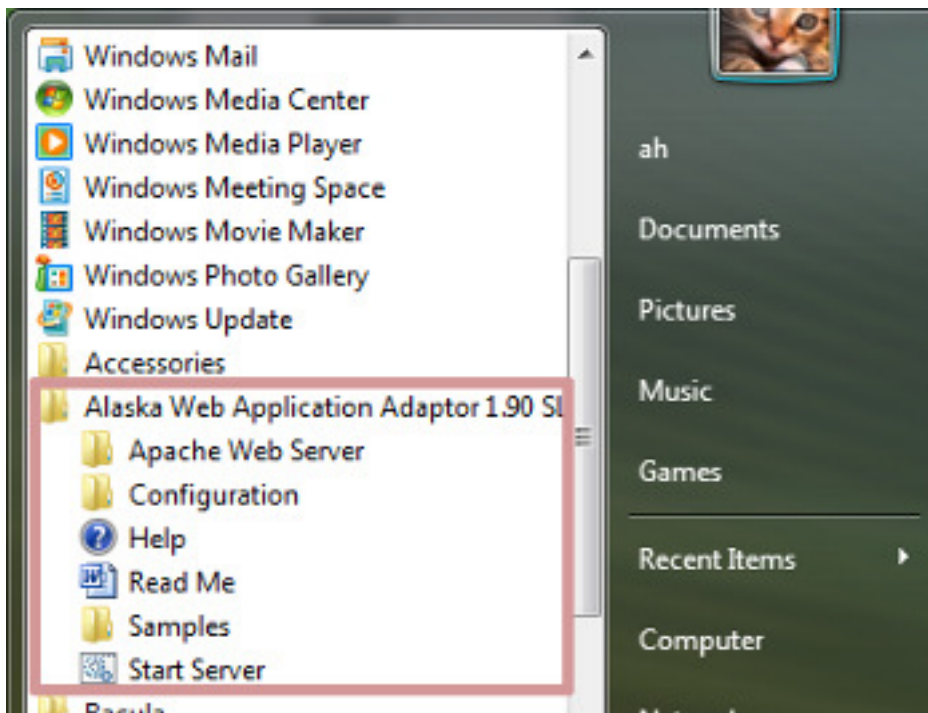 Windows Mail
Windows Media Center
Windows Media Player
Windows Meeting Space
Windows Movie Maker
Windows Photo Gallery
Windows Update
Accessories
Alaska Web Application Adaptor 1.90 SL
Apache Web Server
Configuration
Help
Read Me
Samples
Start Server
Bacula
ah
Documents
Pictures
Music
Games
Recent Items
Computer